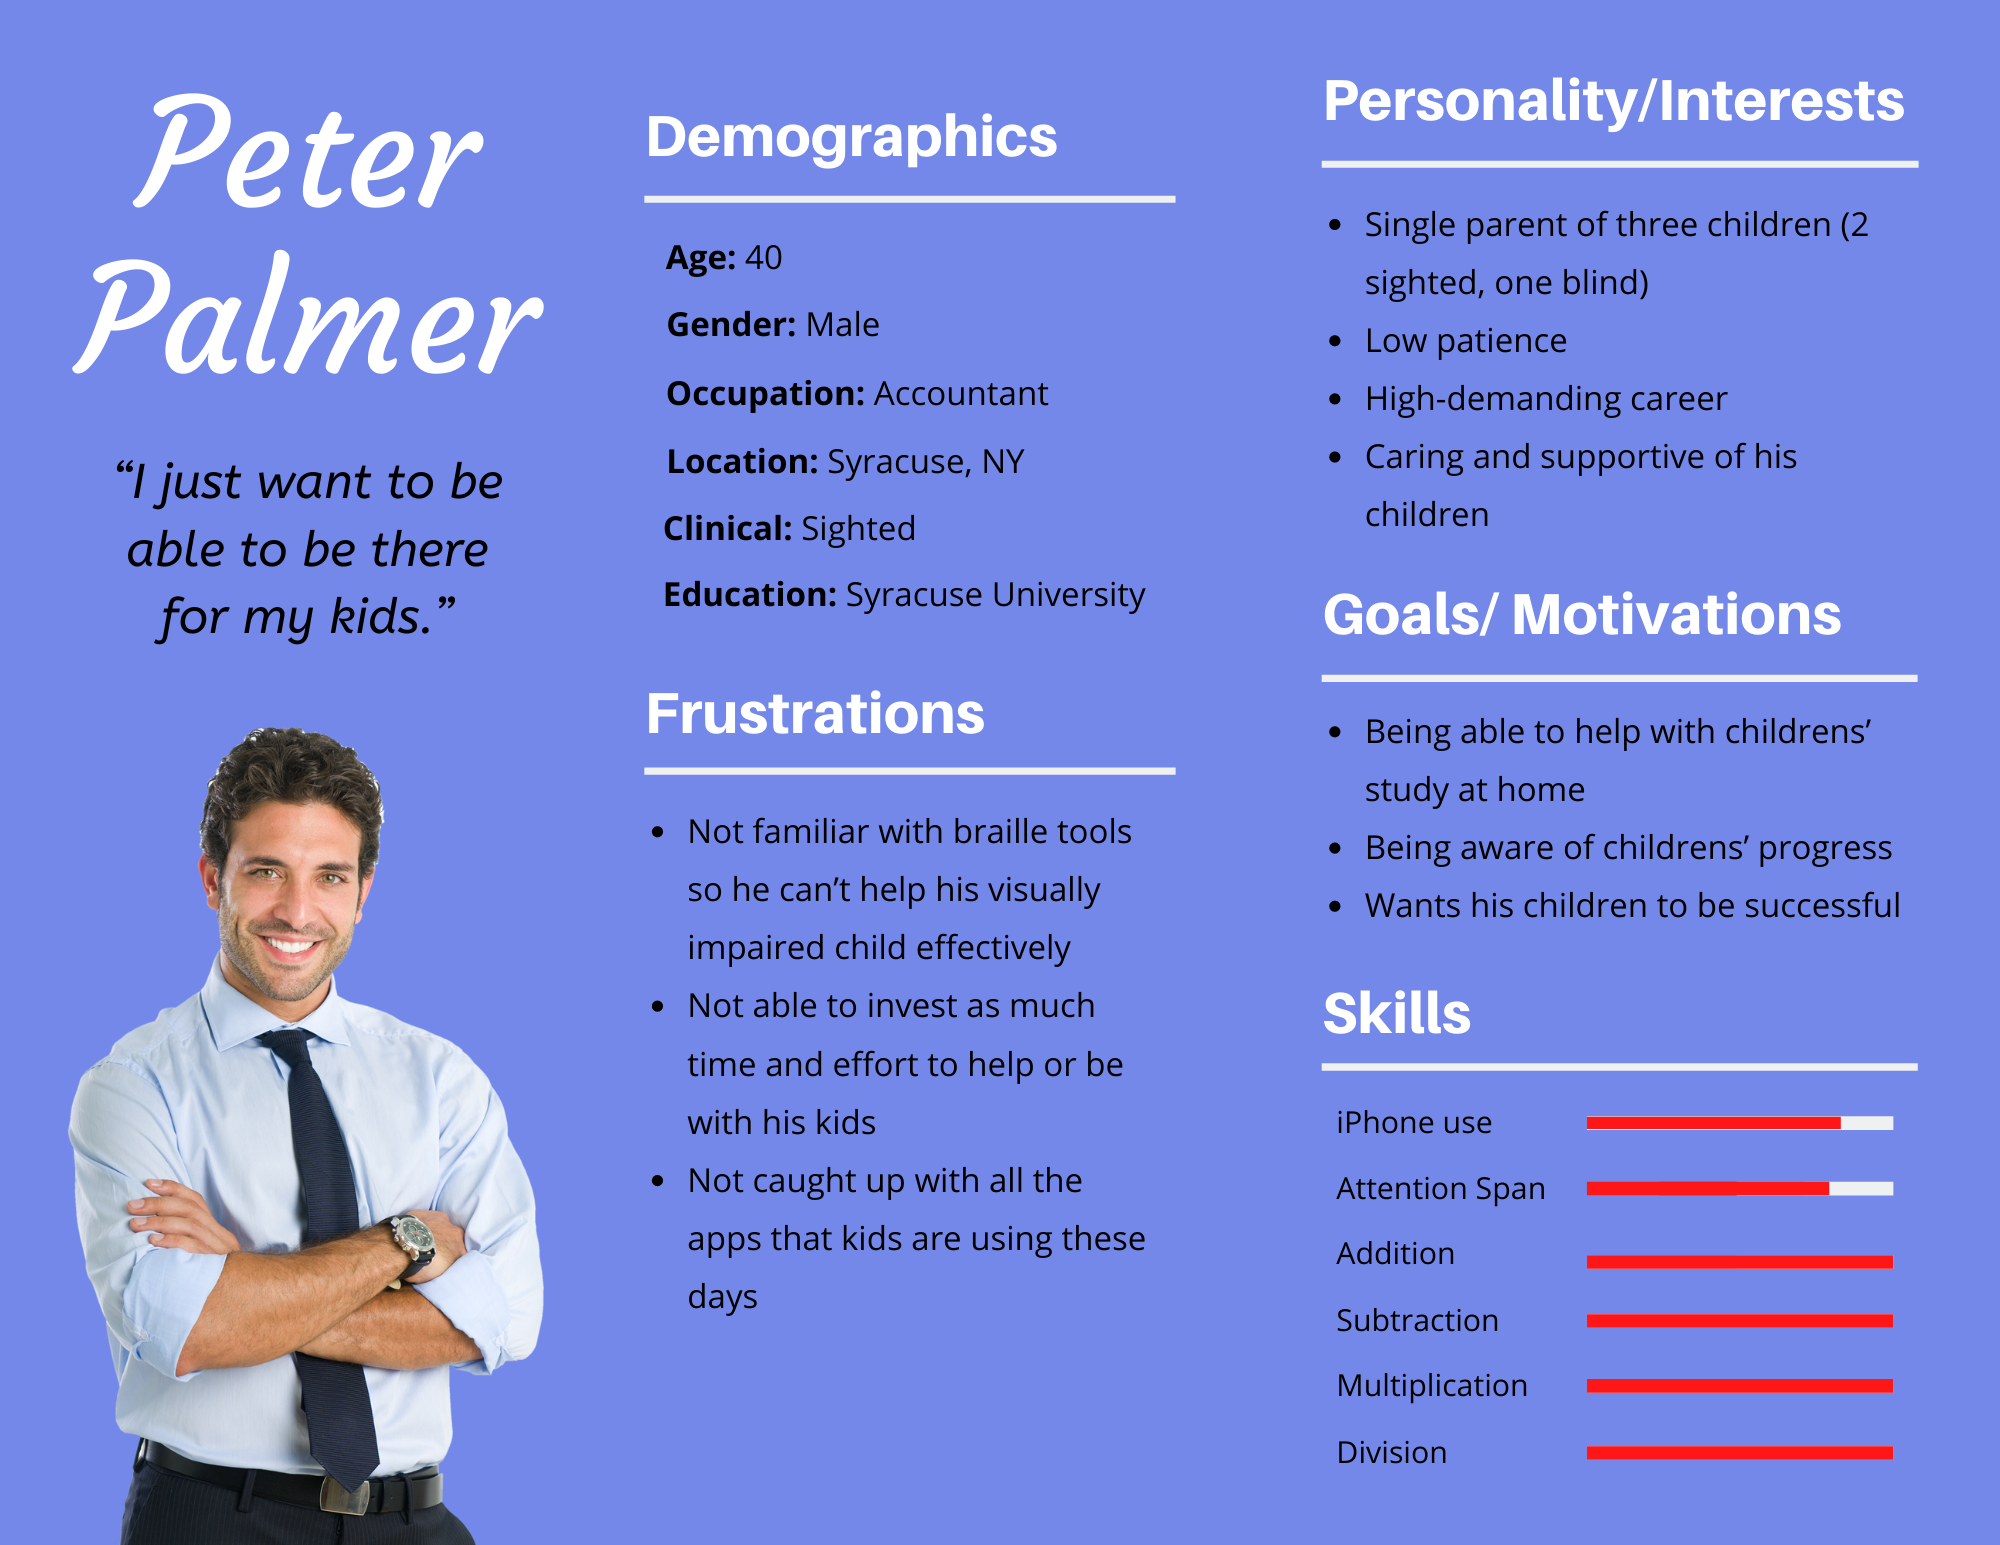 Peter
Palmer
“I just want to be
able to be there
for my kids.”
Demographics
Age: 40
Gender: Male
Occupation: Accountant
Location: Syracuse, NY
Clinical: Sighted
Education: Syracuse University
Frustrations
• Not familiar with braille tools
so he can’t help his visually
impaired child effectively
• Not able to invest as much
time and effort to help or be
with his kids
• Not caught up with all the
apps that kids are using these
days
Personality/Interests
• Single parent of three children (2
sighted, one blind)
• Low patience
• High-demanding career
• Caring and supportive of his
children
Goals/ Motivations
• Being able to help with childrens’
study at home
• Being aware of childrens’ progress
• Wants his children to be successful
Skills
iPhone use
Attention Span
Addition
Subtraction
Multiplication
Division